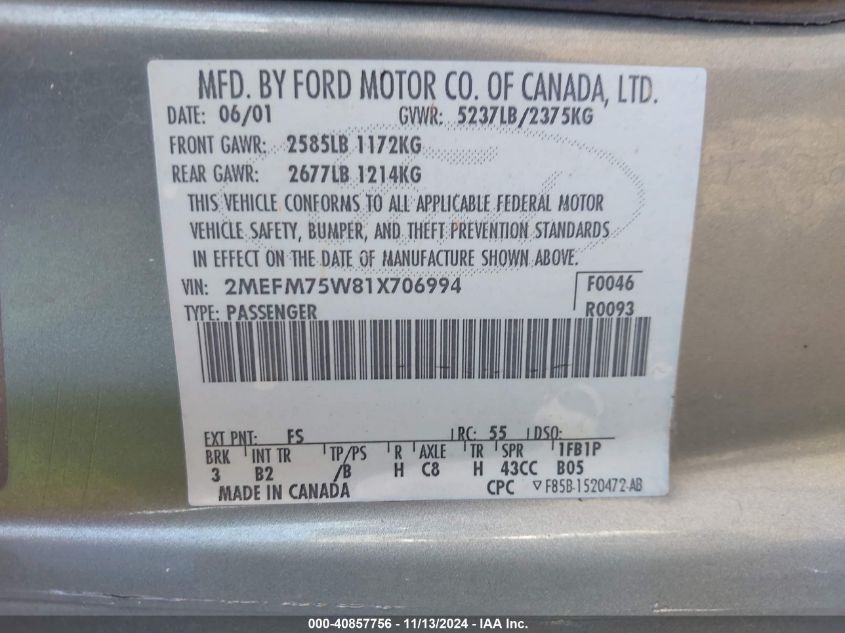 MFD. BY FORD MOTOR CO. OF CANADA, LTD.
DATE: 06/01 GVWR: 5237LB/2375KG
FRONT GAWR: 2585LB 1172KG
REAR GAWR: 2677LB 1214KG
THIS VEHICLE CONFORMS TO ALL APPLICABLE FEDERAL MOTOR
VEHICLE SAFETY, BUMPER, AND THEFT PREVENTION STANDARDS
IN EFFECT ON THE DATE OF MANUFACTURE SHOWN ABOVE.
VIN: 2MEFM75W81X706994 F0046
TYPE: PASSENGER R0093
EXT PNT: FS RC: 55 DSO:
BRK INT TR TP/PS R AXLE TR SPR 1FB1P
3 B2 /B H C8 H 43CC B05
MADE IN CANADA CPC ▽ F85B-1520472-AB
000-40857756 - 11/13/2024 - IAA Inc.